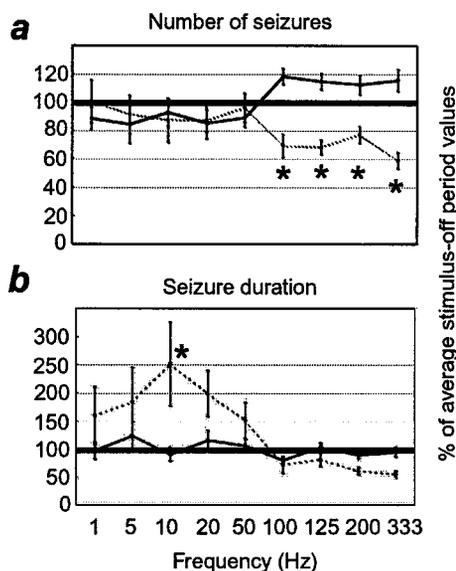 a
Number of seizures
120
100
80
60
40
20
0
*
*
*
*
b
Seizure duration
300
250
200
150
100
50
0
*
1 5 10 20 50 100 125 200 333
Frequency (Hz)
% of average stimulus-off period values